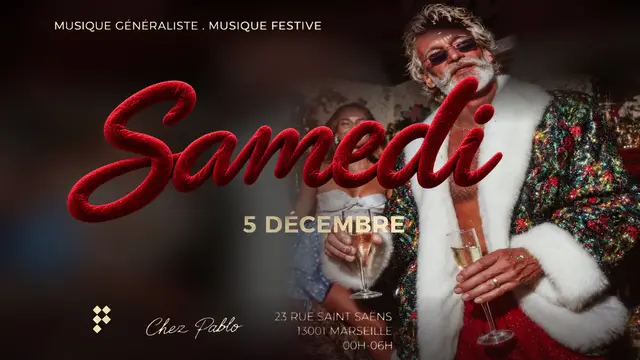 MUSIQUE GÉNÉRALISTE . MUSIQUE FESTIVE
Samedi
5 DÉCEMBRE
Chez Pablo
23 RUE SAINT SAËNS
13001 MARSEILLE
00H-06H